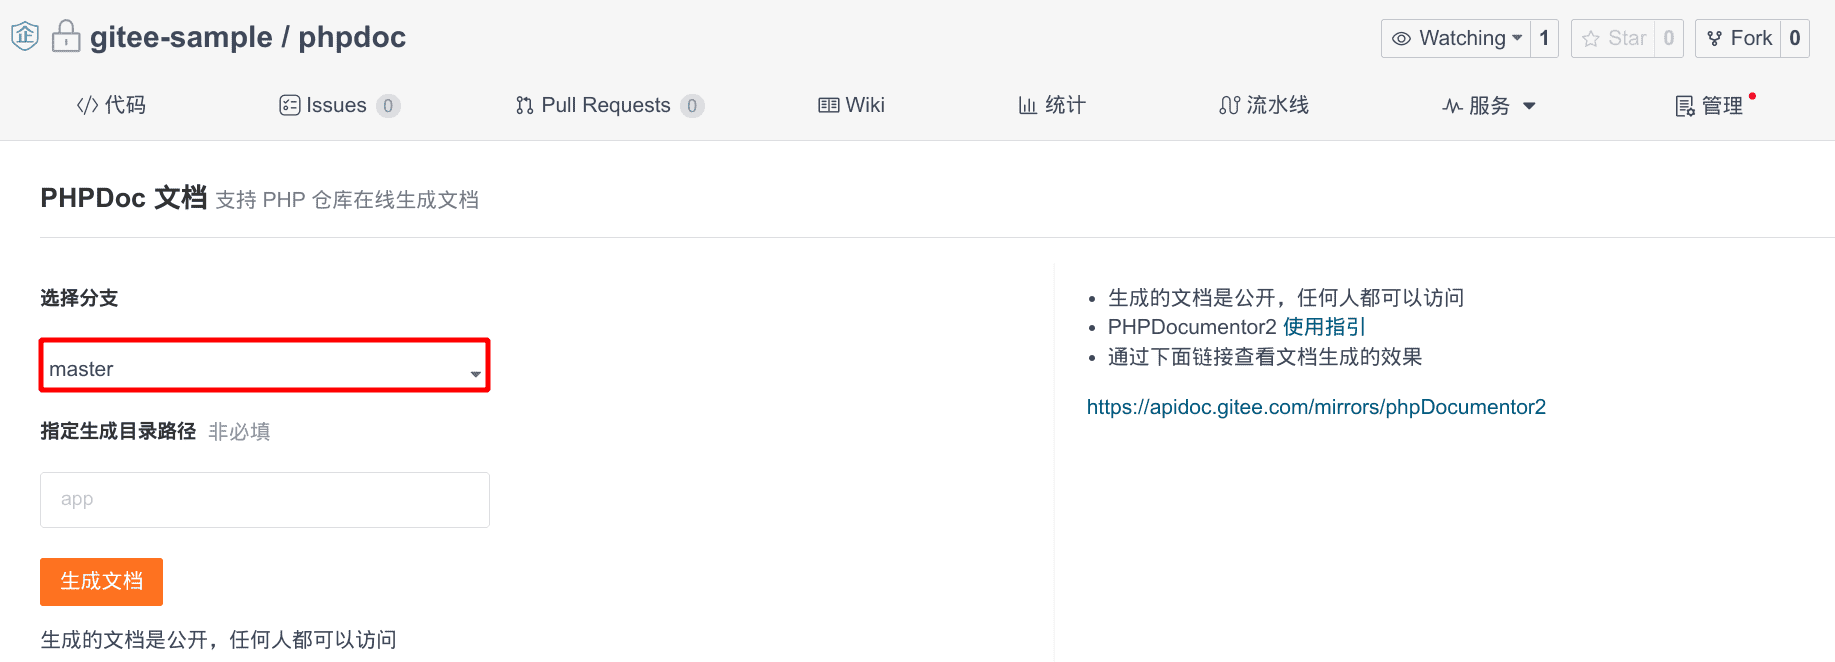 企 gitee-sample / phpdoc
Watching 1 Star 0 Fork 0
代码 Issues 0 Pull Requests 0 Wiki 统计 流水线 服务 管理
PHPDoc 文档 支持 PHP 仓库在线生成文档
选择分支
master
指定生成目录路径 非必填
app
生成文档
生成的文档是公开，任何人都可以访问
• 生成的文档是公开，任何人都可以访问
• PHPDocumentor2 使用指引
• 通过下面链接查看文档生成的效果
https://apidoc.gitee.com/mirrors/phpDocumentor2